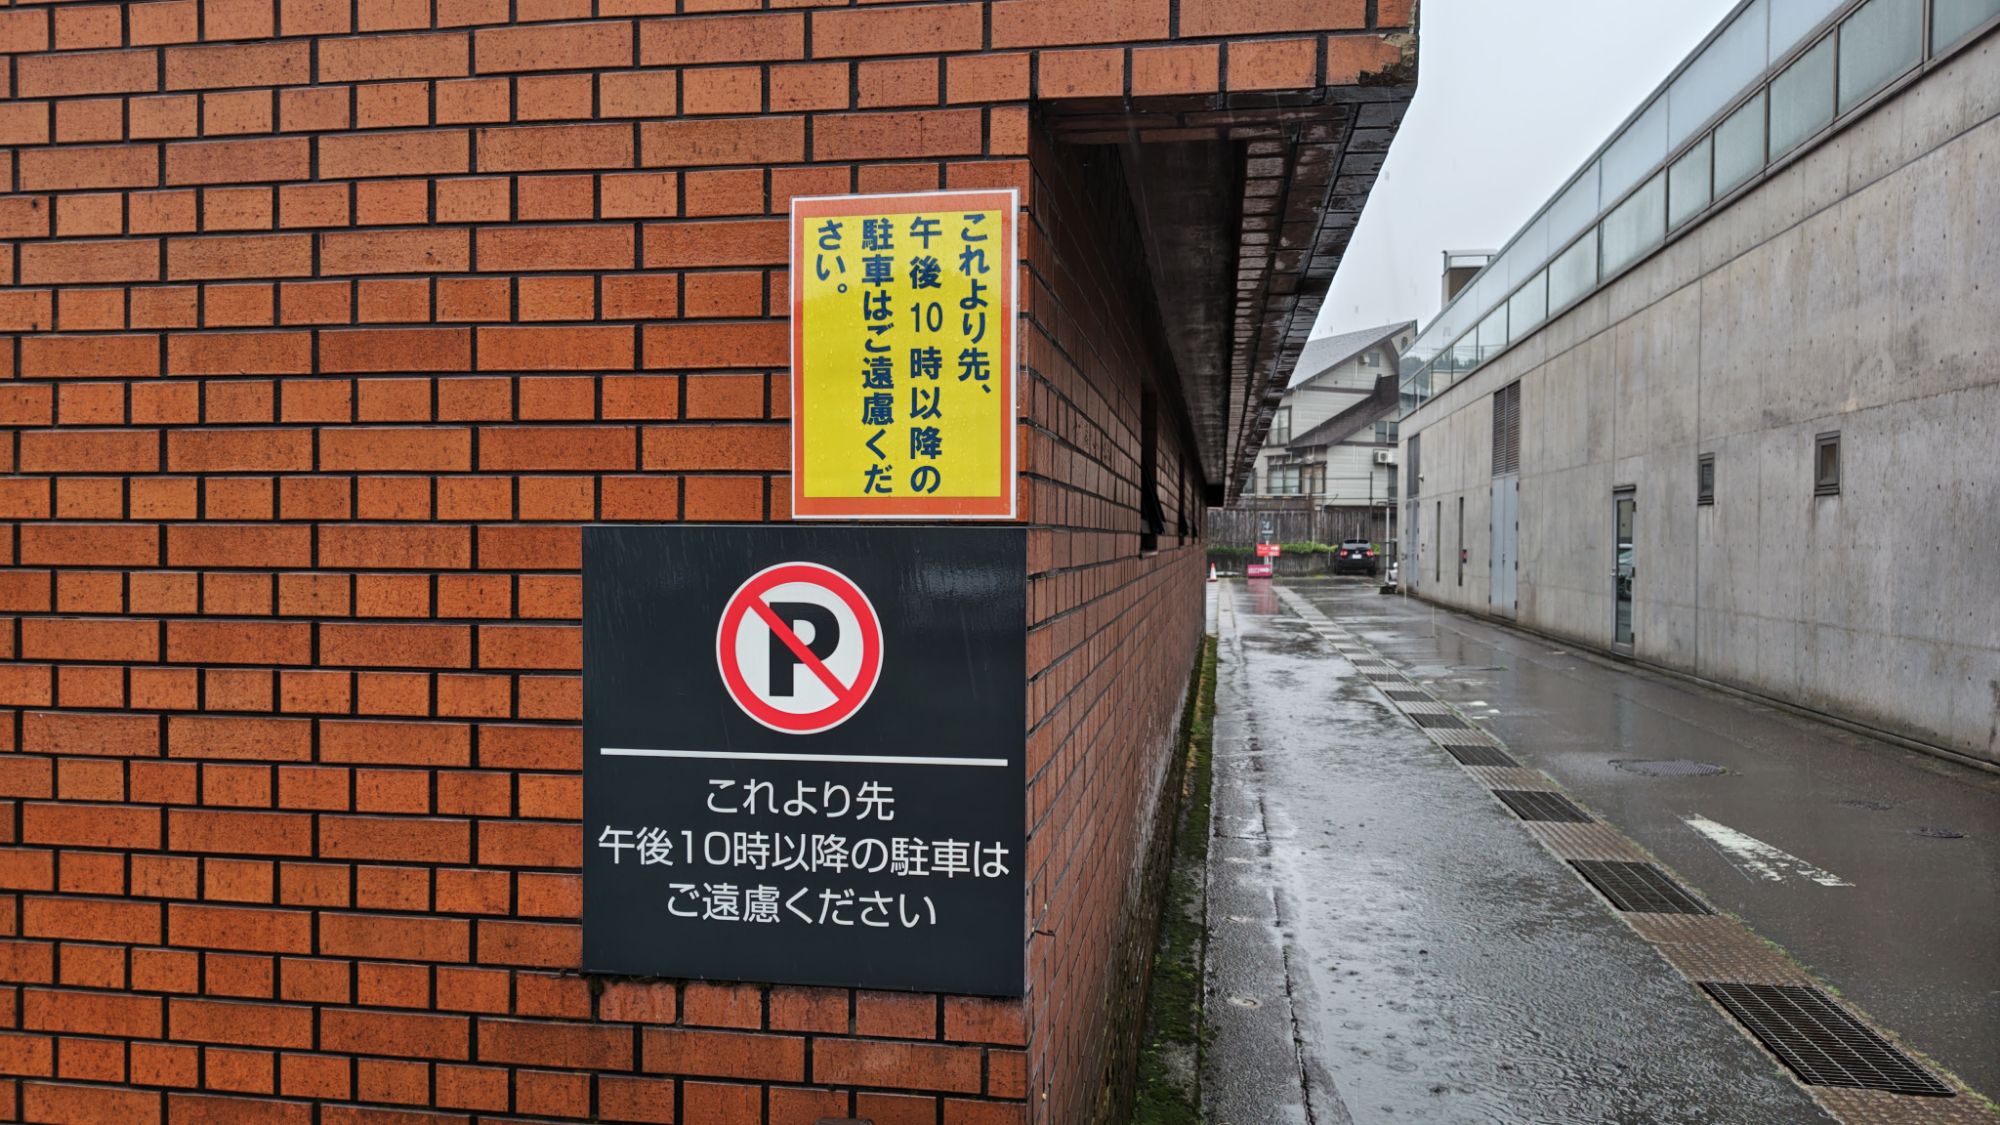 これより先、
午後10時以降の
駐車はご遠慮くだ
さい。
P
これより先
午後10時以降の駐車は
ご遠慮ください